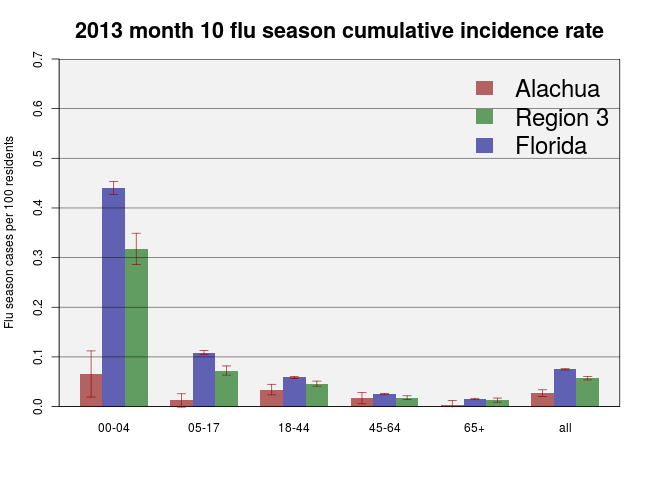 2013 month 10 flu season cumulative incidence rate
Flu season cases per 100 residents
0.7
0.6
0.5
0.4
0.3
0.2
0.1
0.0
Alachua
Region 3
Florida
00-04 05-17 18-44 45-64 65+ all